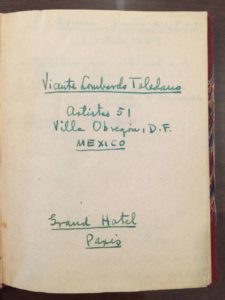 Vicente Lombardo Toledano
Artistas 51
Villa Obregón, D.F.
MEXICO
Grand Hotel
Paris